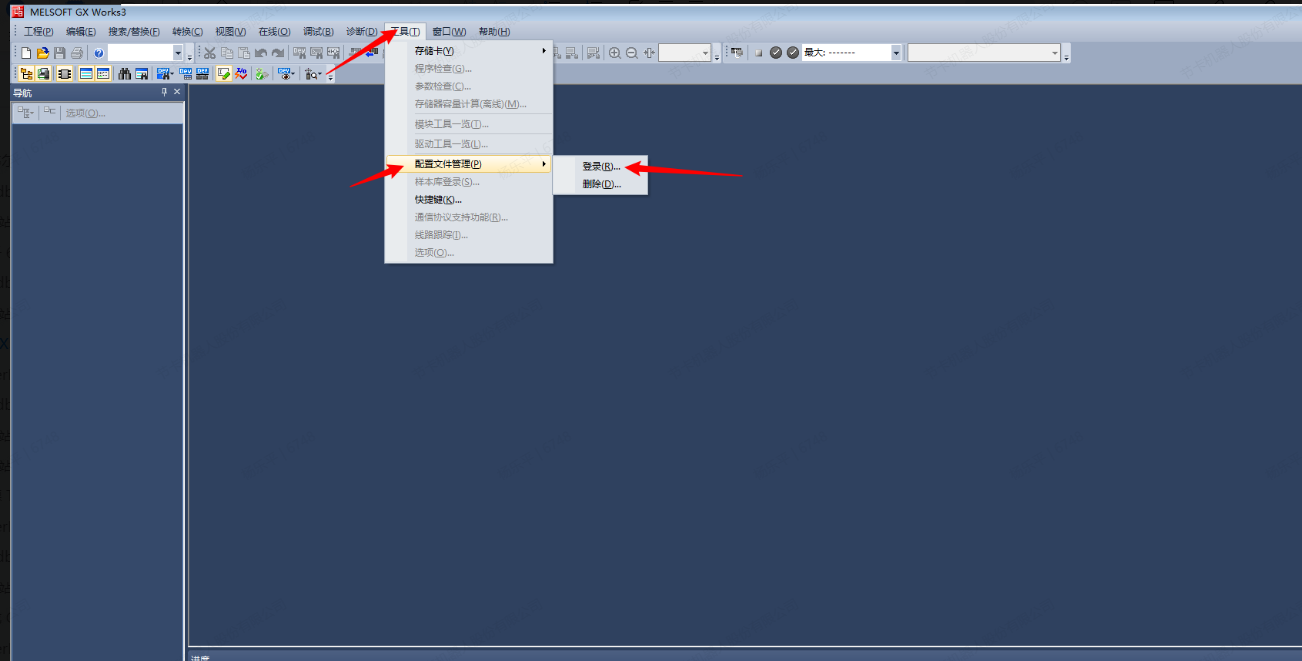 MELSOFT GX Works3
工程(P) 编辑(E) 搜索/替换(F) 转换(C) 视图(V) 在线(O) 调试(B) 诊断(D) 工具(T) 窗口(W) 帮助(H)
最大: -------
导航
选项(O)...
存储卡(Y)
程序检查(G)...
参数检查(C)...
存储器容量计算(离线)(M)...
模块工具一览(T)...
驱动工具一览(L)...
配置文件管理(P)
登录(R)...
删除(D)...
样本库登录(S)...
快捷键(K)...
通信协议支持功能(R)...
线路跟踪(I)...
选项(O)...
进度